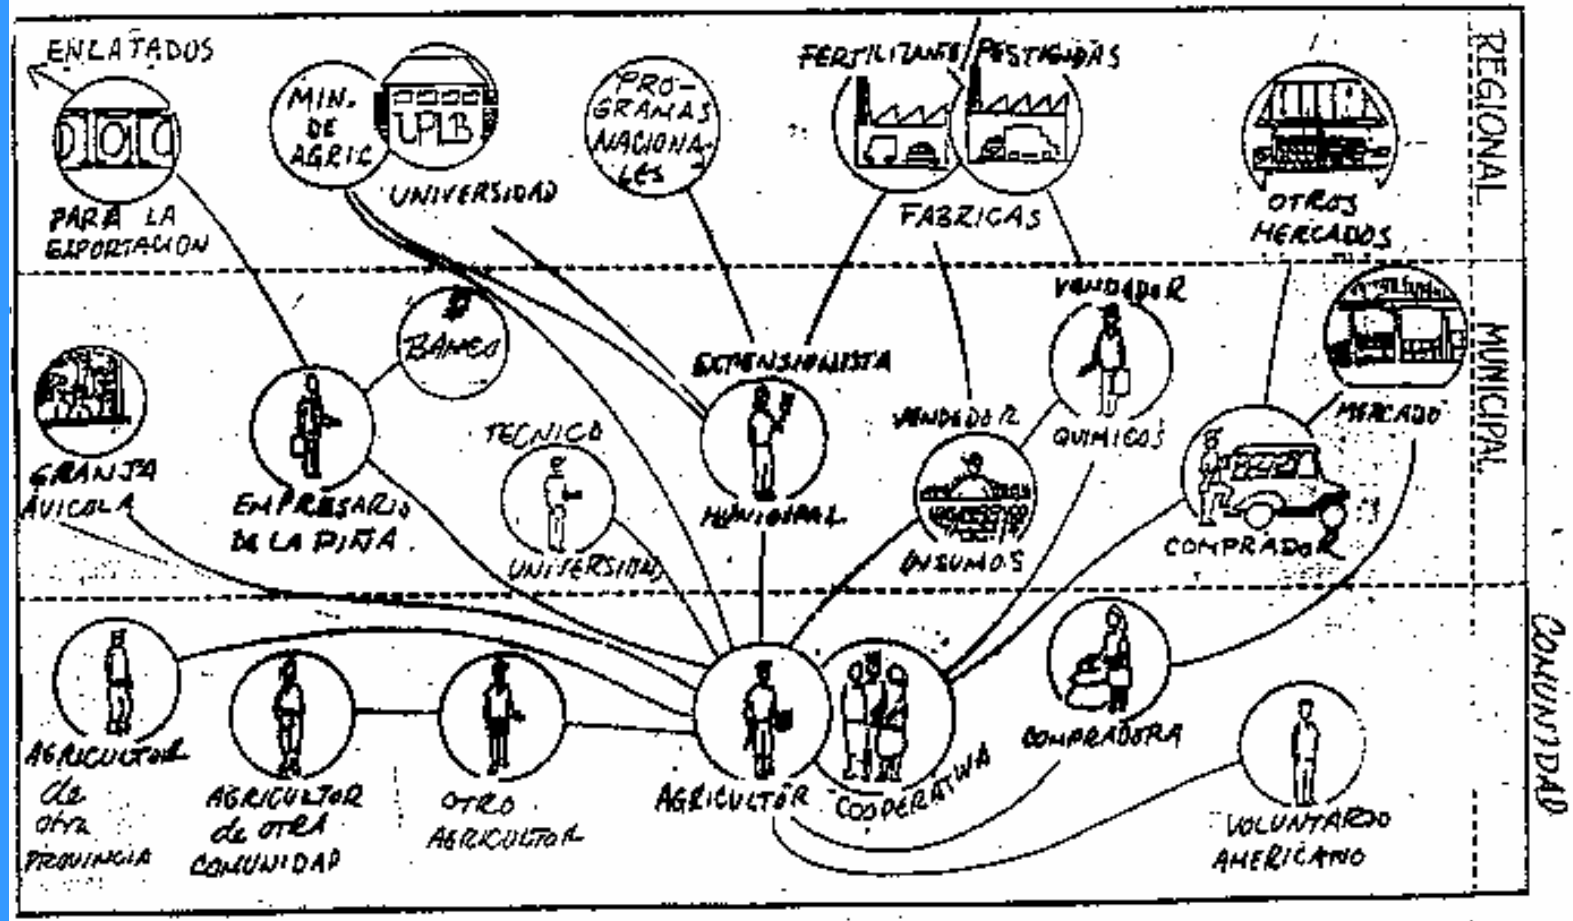 ENLATADOS
PARA LA
EXPORTACION
MIN.
DE
AGRIC
UPLB
UNIVERSIDAD
PRO-
GRAMAS
NACIONA-
LES
FERTILIZANTE/PESTICIDAS
FABRICAS
OTROS
MERCADOS
REGIONAL
GRANJA
AVICOLA
EMPRESARIO
DE LA PIÑA
BANCO
TECNICO
UNIVERSIDAD
EXTENSIONISTA
MUNICIPAL
VENDEDOR
INSUMOS
VENDEDOR
QUIMICOS
COMPRADOR
MERCADO
MUNICIPAL
AGRICULTOR
de
otra
PROVINCIA
AGRICULTOR
de OTRA
COMUNIDAD
OTRO
AGRICULTOR
AGRICULTOR
COOPERATIVA
COMPRADORA
VOLUNTARIO
AMERICANO
COMUNIDAD